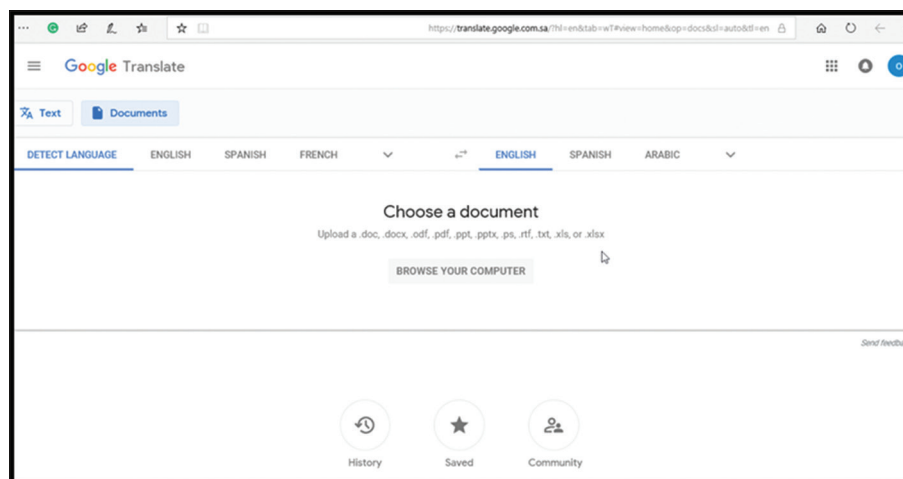 https://translate.google.com.sa/?hl=en&tab=wT#view=home&op=docs&sl=auto&tl=en
Google Translate
O
Text Documents
DETECT LANGUAGE ENGLISH SPANISH FRENCH ENGLISH SPANISH ARABIC
Choose a document
Upload a .doc, .docx, .odf, .pdf, .ppt, .pptx, .ps, .rtf, .txt, .xls, or .xlsx
BROWSE YOUR COMPUTER
Send feedba
History Saved Community